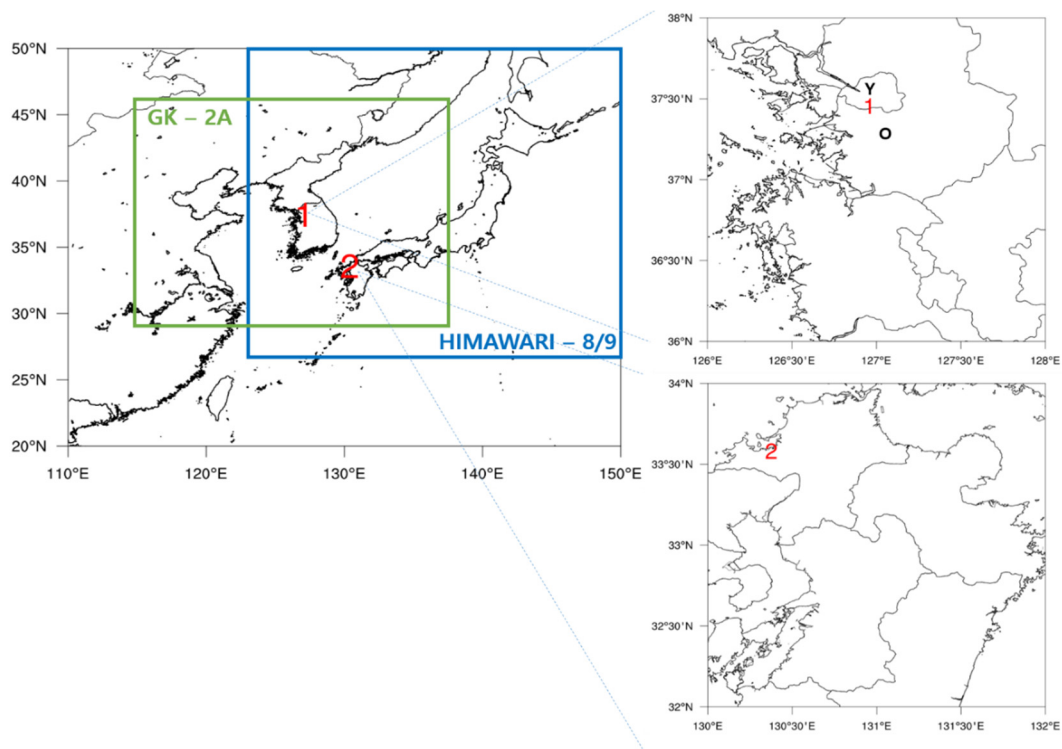 50°N
45°N
40°N
35°N
30°N
25°N
20°N
110°E 120°E 130°E 140°E 150°E
GK – 2A
HIMAWARI – 8/9
1
2
38°N
37°30'N
37°N
36°30'N
36°N
126°E 126°30'E 127°E 127°30'E 128°E
Y
1
O
34°N
33°30'N
33°N
32°30'N
32°N
130°E 130°30'E 131°E 131°30'E 132°E
2